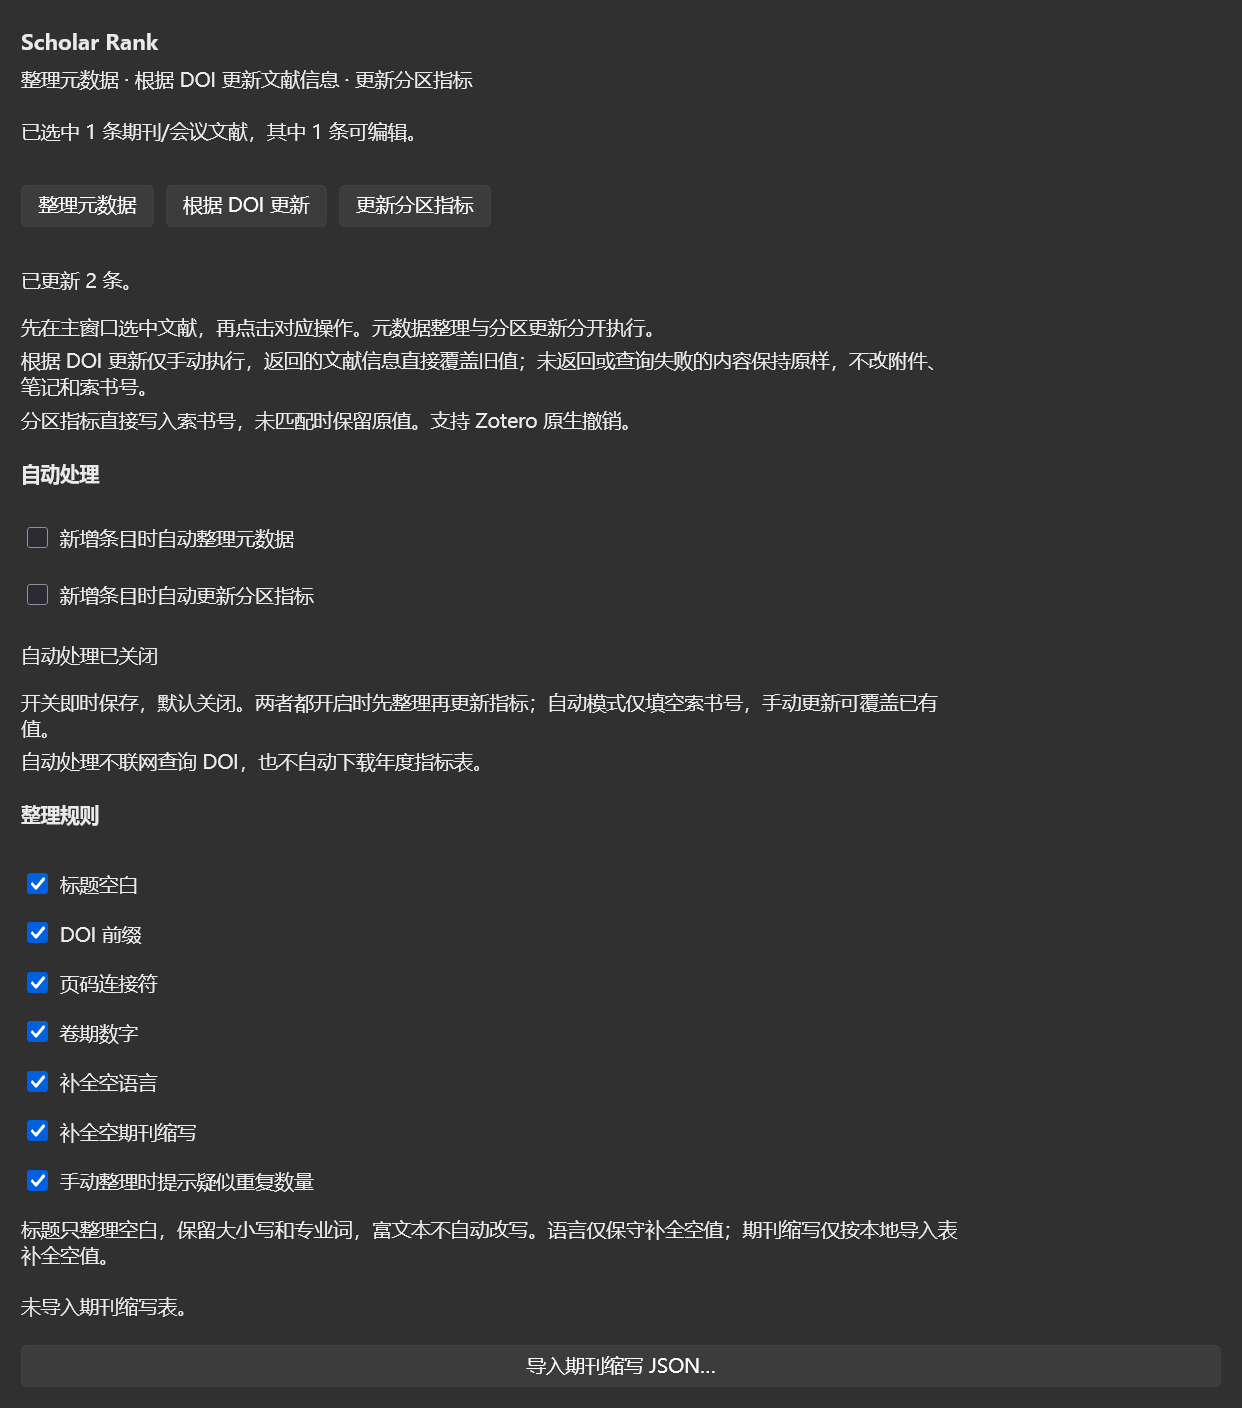 Scholar Rank
整理元数据 · 根据 DOI 更新文献信息 · 更新分区指标
已选中 1 条期刊/会议文献，其中 1 条可编辑。
整理元数据 根据 DOI 更新 更新分区指标
已更新 2 条。
先在主窗口选中文献，再点击对应操作。元数据整理与分区更新分开执行。
根据 DOI 更新仅手动执行，返回的文献信息直接覆盖旧值；未返回或查询失败的内容保持原样，不改附件、
笔记和索书号。
分区指标直接写入索书号，未匹配时保留原值。支持 Zotero 原生撤销。
自动处理
新增条目时自动整理元数据
新增条目时自动更新分区指标
自动处理已关闭
开关即时保存，默认关闭。两者都开启时先整理再更新指标；自动模式仅填空索书号，手动更新可覆盖已有
值。
自动处理不联网查询 DOI，也不自动下载年度指标表。
整理规则
标题空白
DOI 前缀
页码连接符
卷期数字
补全空语言
补全空期刊缩写
手动整理时提示疑似重复数量
标题只整理空白，保留大小写和专业词，富文本不自动改写。语言仅保守补全空值；期刊缩写仅按本地导入表
补全空值。
未导入期刊缩写表。
导入期刊缩写 JSON...